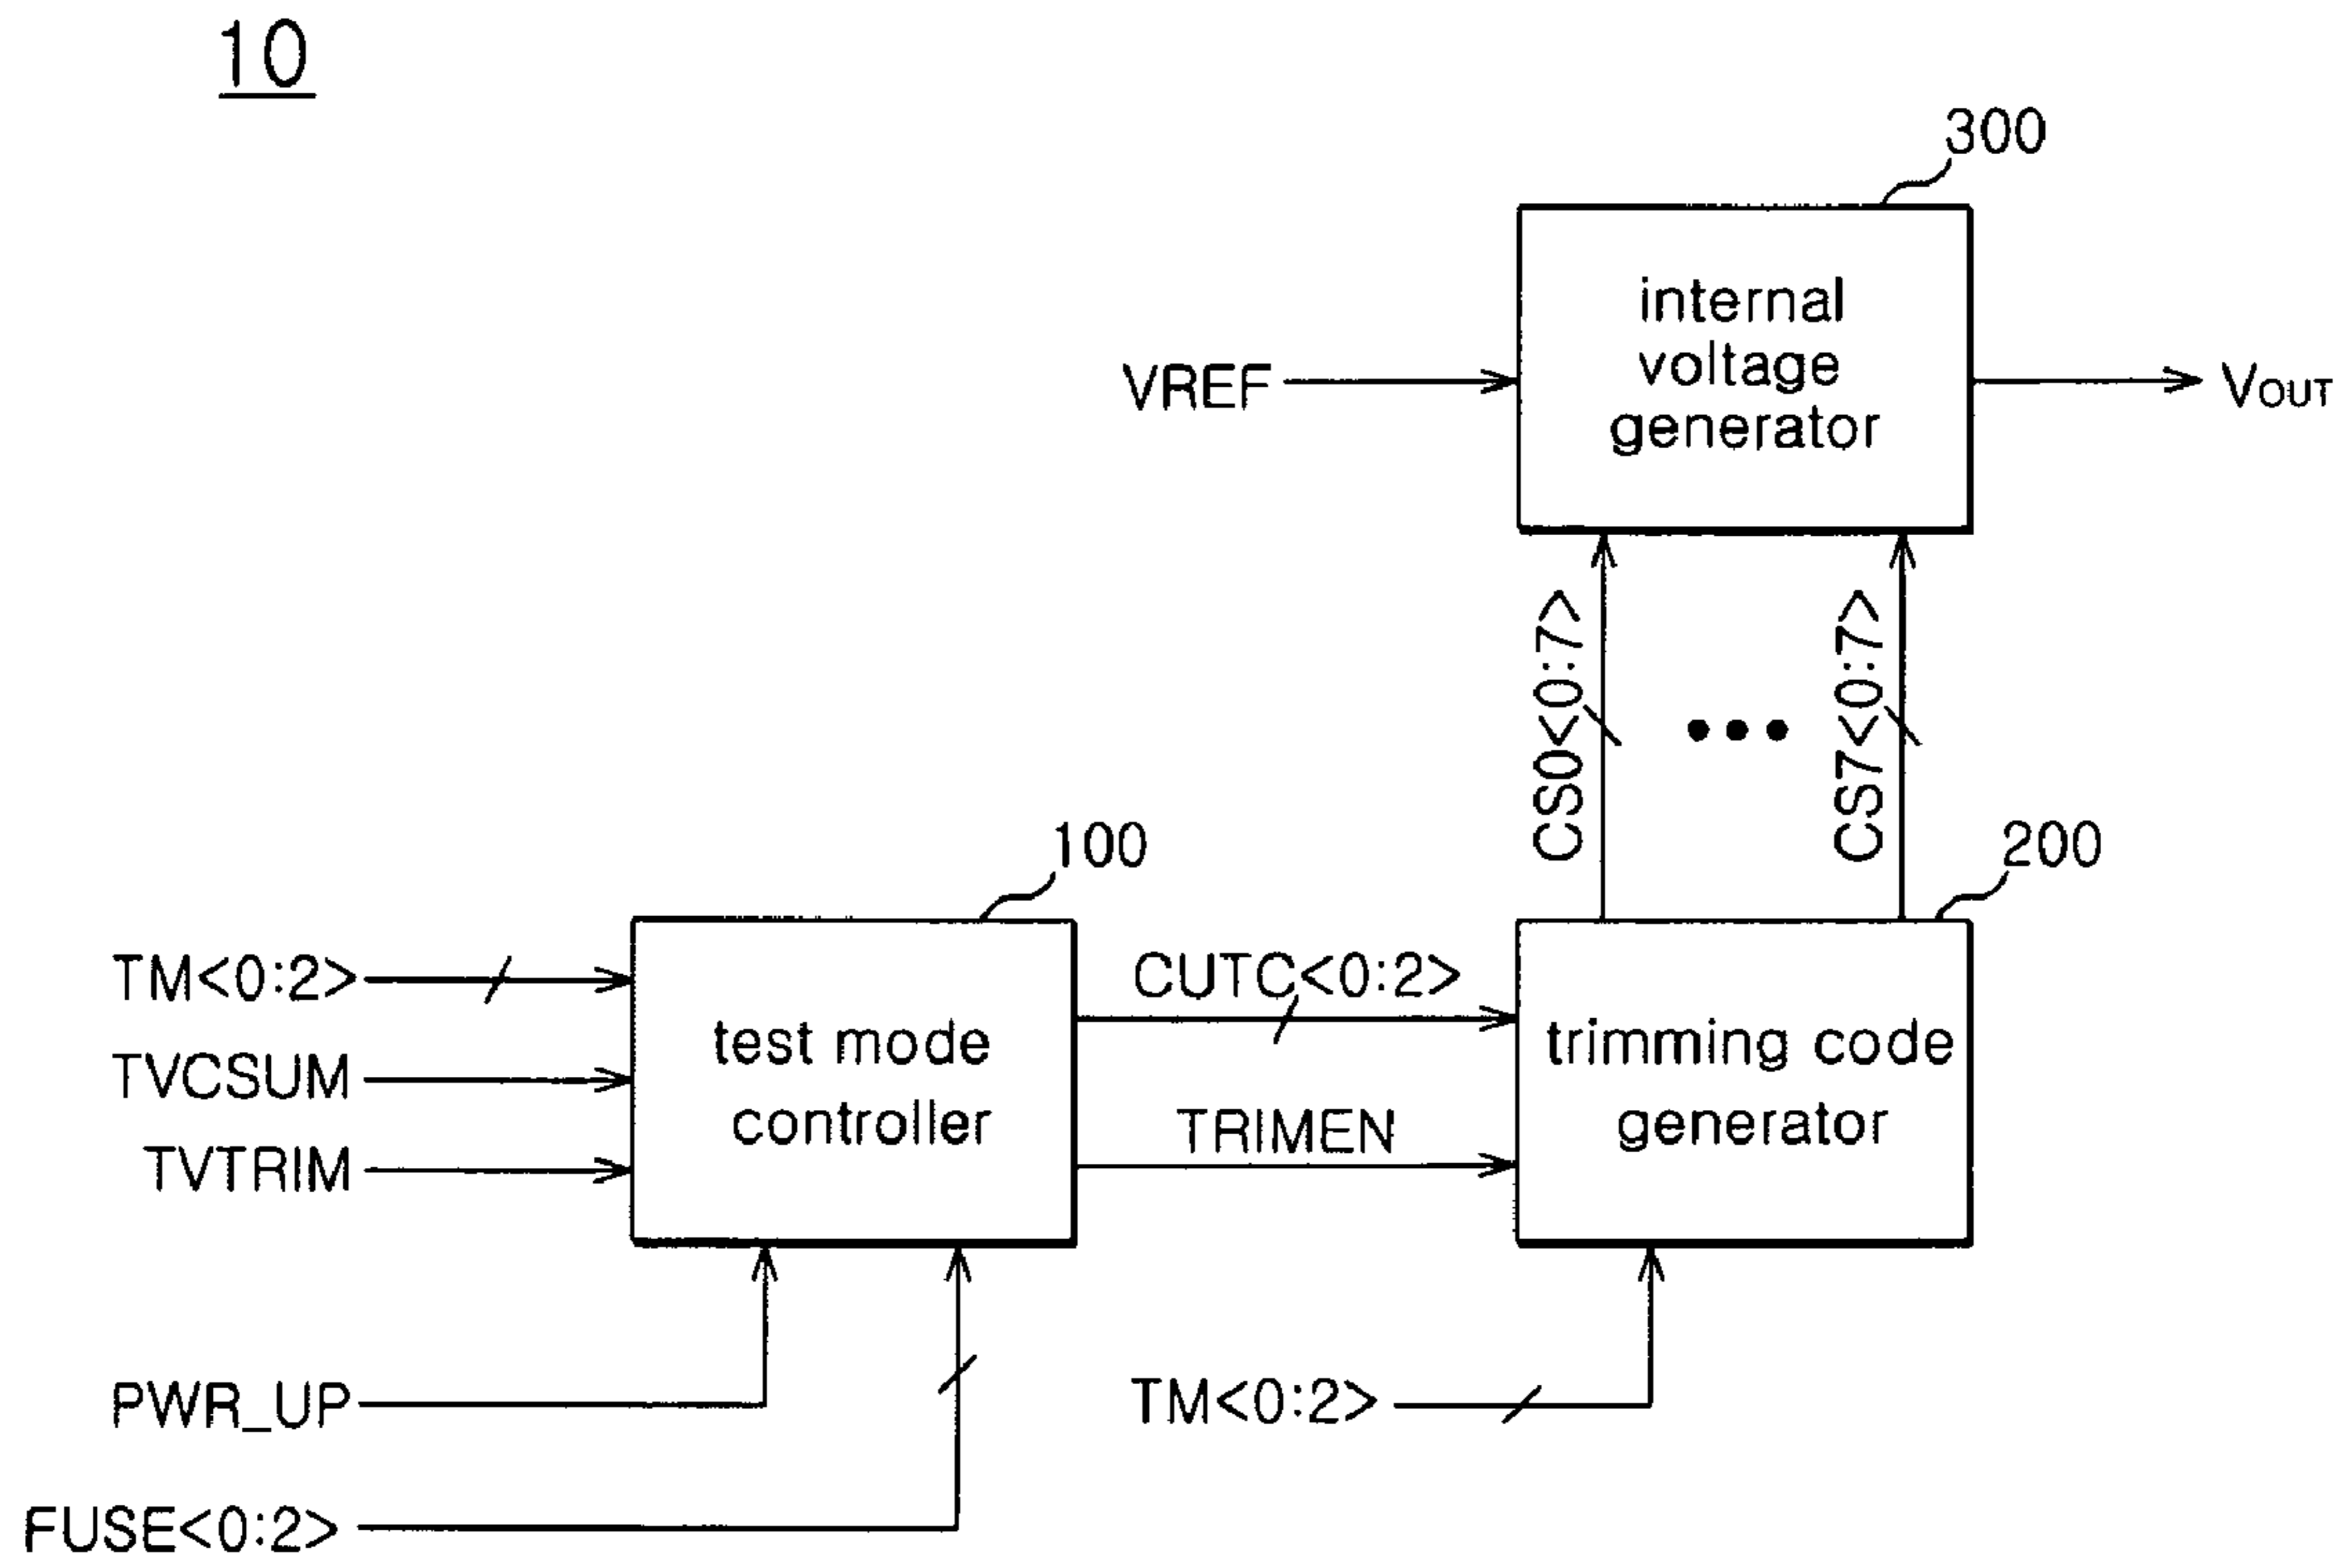 10
300
internal
voltage
generator
VREF
VOUT
CS0<0:7>
CS7<0:7>
100
200
TM<0:2>
TVCSUM
TVTRIM
test mode
controller
CUTC<0:2>
TRIMEN
trimming code
generator
PWR_UP
TM<0:2>
FUSE<0:2>